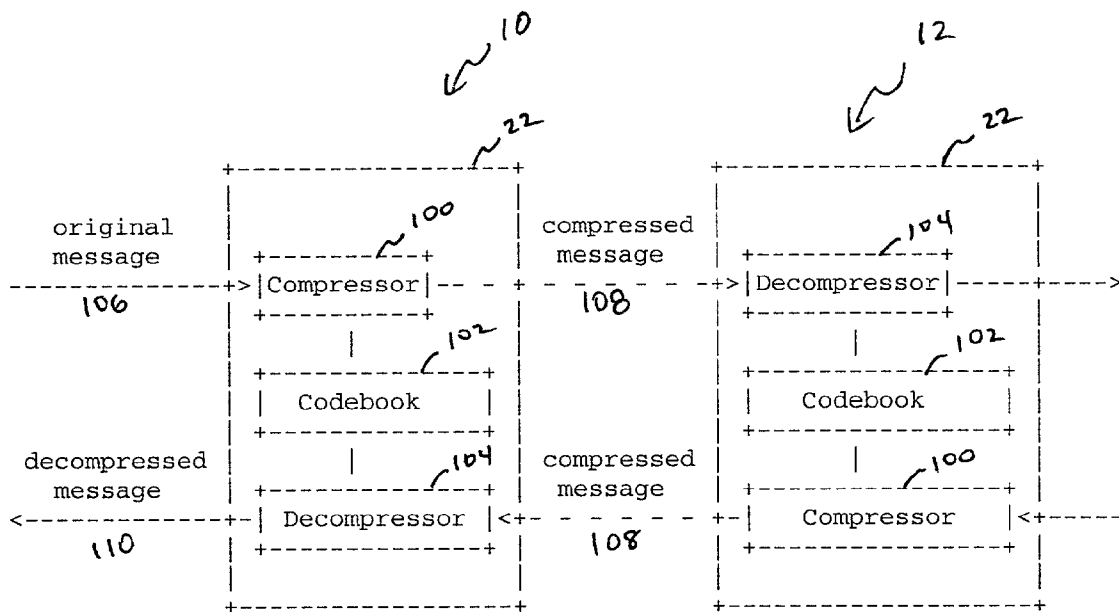 10
12
22
22
original
message
100
compressed
message
104
Compressor
Decompressor
106
108
102
102
Codebook
Codebook
decompressed
message
104
compressed
message
100
Decompressor
Compressor
110
108